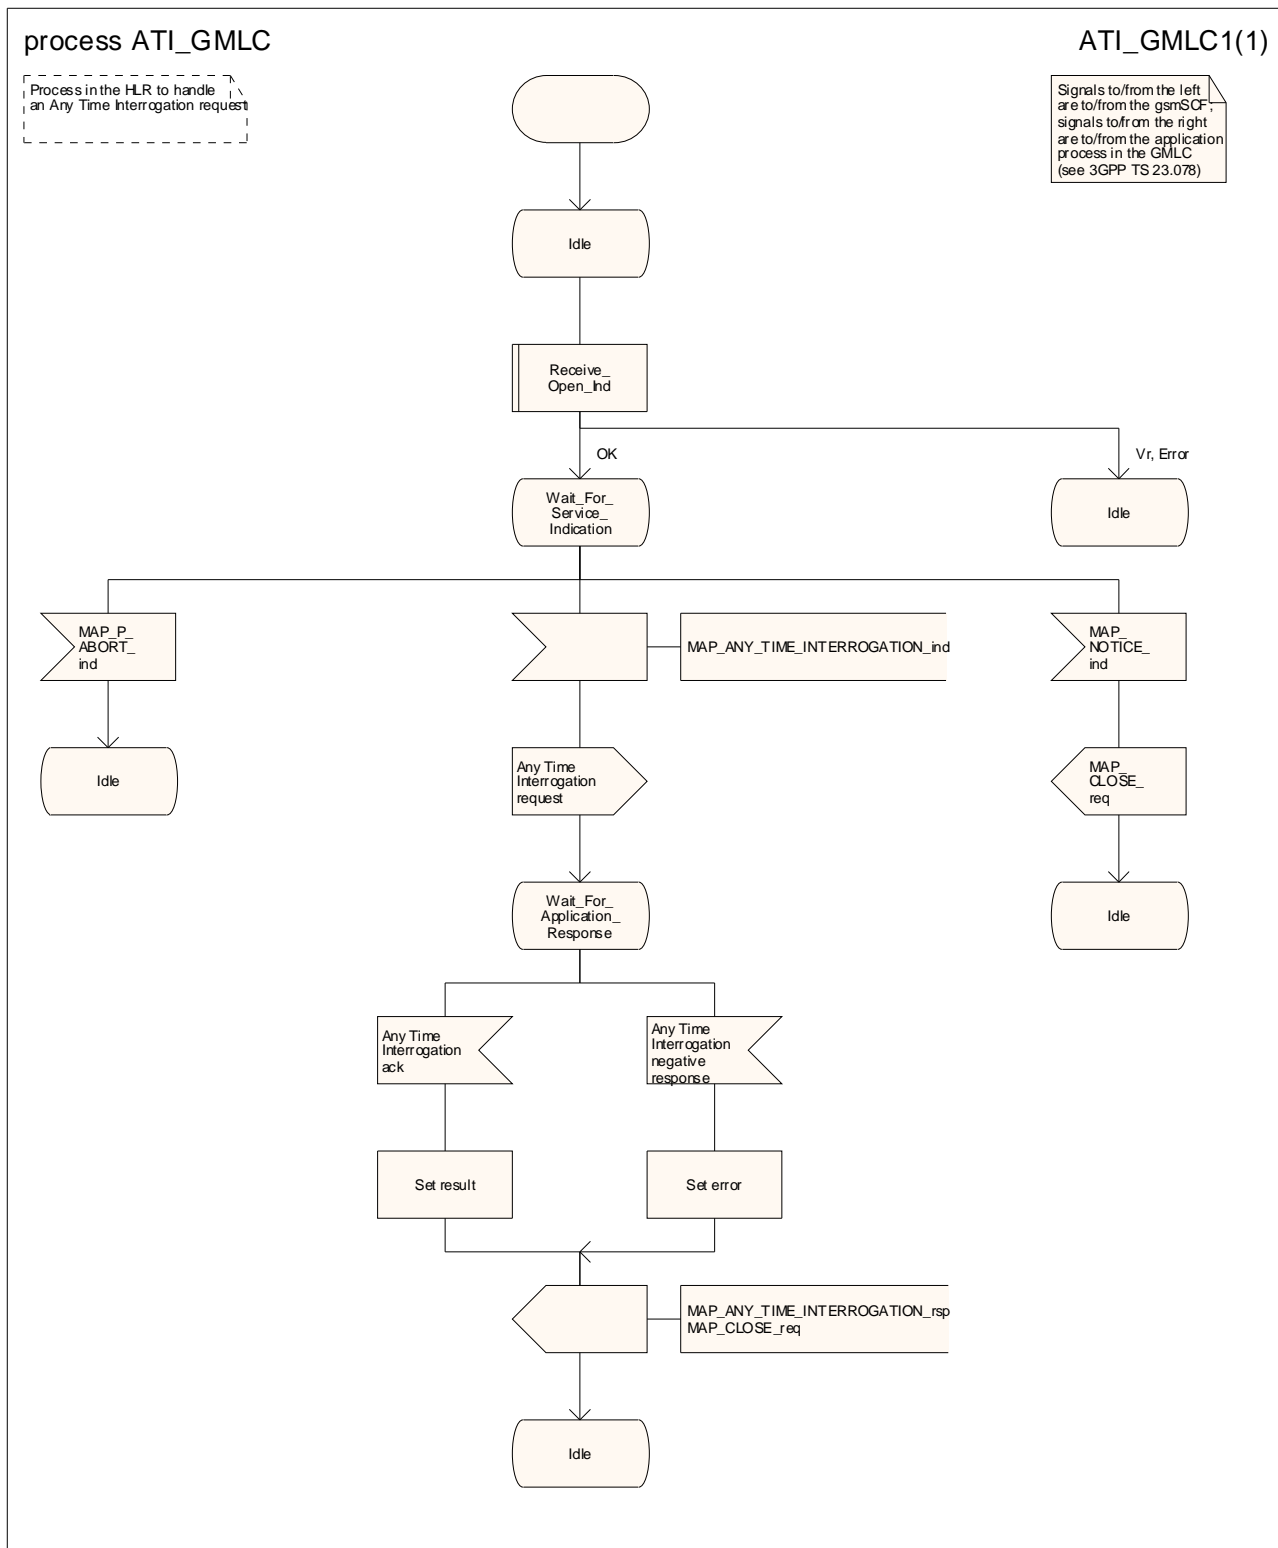 process ATI_GMLC
ATI_GMLC1(1)
Process in the HLR to handle
an Any Time Interrogation request
Signals to/from the left
are to/from the gsmSCF;
signals to/from the right
are to/from the application
process in the GMLC
(see 3GPP TS 23.078)
Idle
Receive_
Open_Ind
OK
Vr, Error
Wait_For_
Service_
Indication
Idle
MAP_P_
ABORT_
ind
MAP_ANY_TIME_INTERROGATION_ind
MAP_
NOTICE_
ind
Idle
Any Time
Interrogation
request
MAP_
CLOSE_
req
Wait_For_
Application_
Response
Idle
Any Time
Interrogation
ack
Any Time
Interrogation
negative
response
Set result
Set error
MAP_ANY_TIME_INTERROGATION_rsp
MAP_CLOSE_req
Idle